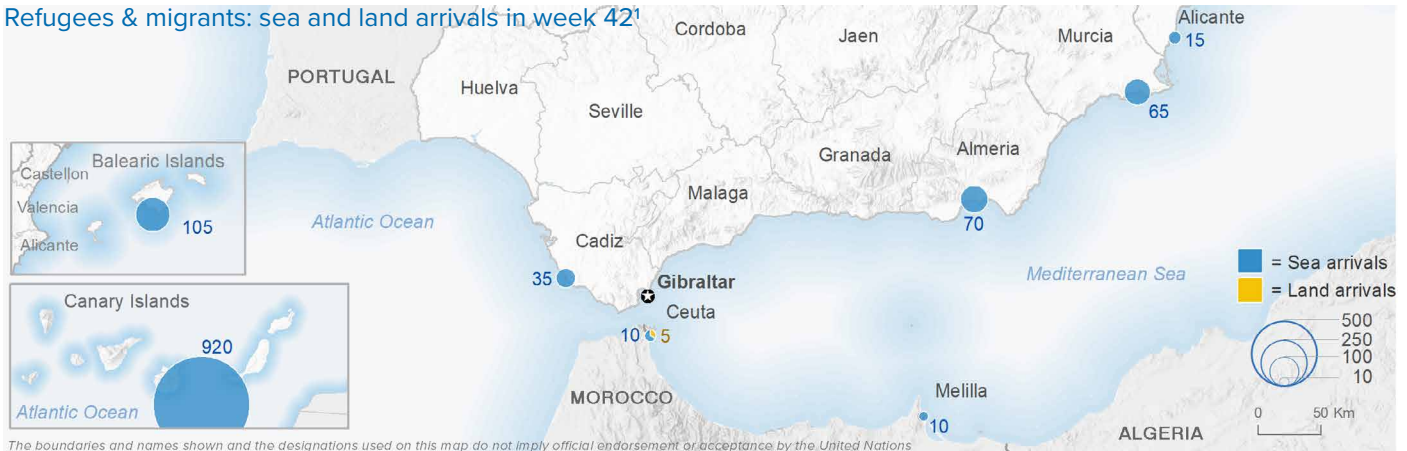 Refugees & migrants: sea and land arrivals in week 42¹
Alicante
15
Cordoba
Jaen
Murcia
PORTUGAL
Huelva
Seville
65
Balearic Islands
Castellon
Valencia
Alicante
105
Granada
Almeria
Malaga
Atlantic Ocean
70
Cadiz
35
Gibraltar
Mediterranean Sea
= Sea arrivals
= Land arrivals
Ceuta
10
5
Canary Islands
920
Atlantic Ocean
500
250
100
10
MOROCCO
Melilla
10
0 50 Km
ALGERIA
The boundaries and names shown and the designations used on this map do not imply official endorsement or acceptance by the United Nations